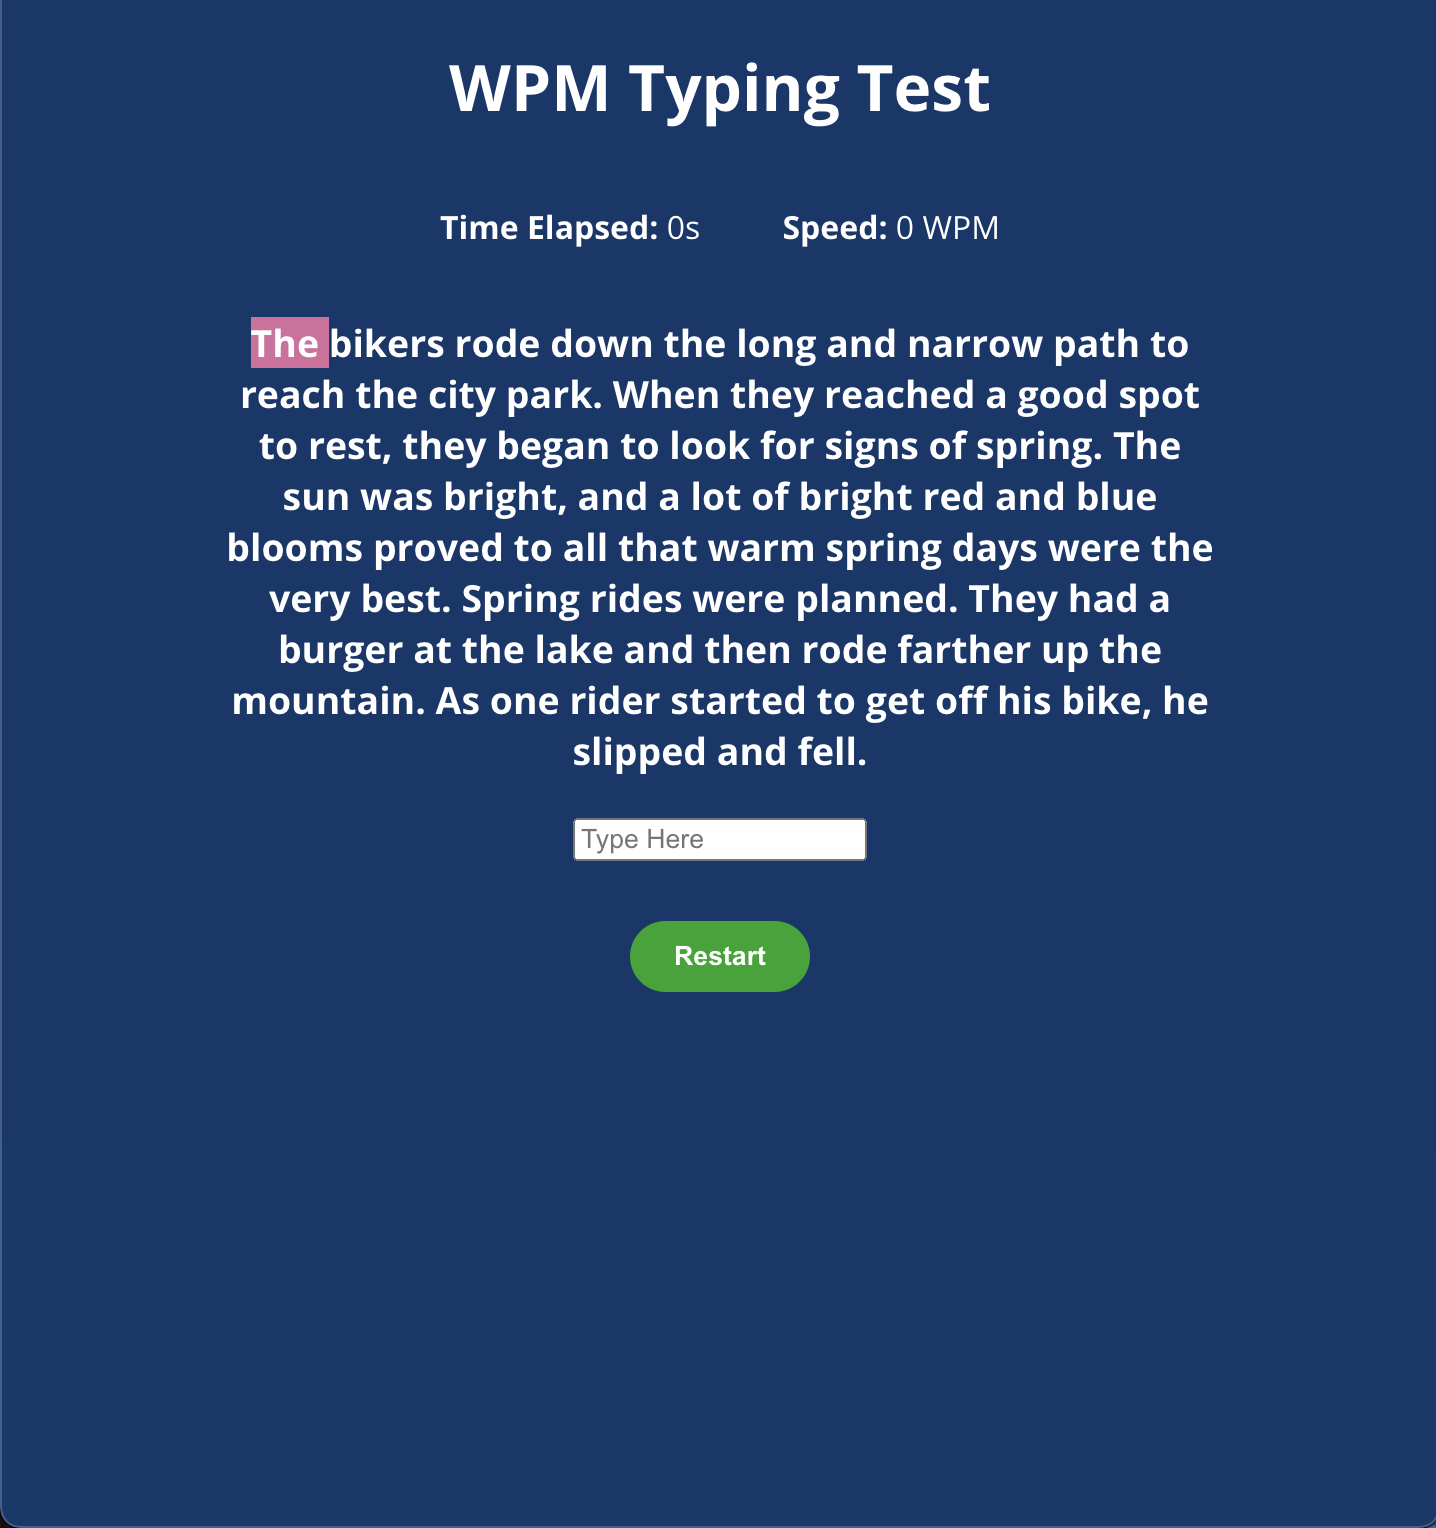 WPM Typing Test
Time Elapsed: 0s Speed: 0 WPM
The bikers rode down the long and narrow path to
reach the city park. When they reached a good spot
to rest, they began to look for signs of spring. The
sun was bright, and a lot of bright red and blue
blooms proved to all that warm spring days were the
very best. Spring rides were planned. They had a
burger at the lake and then rode farther up the
mountain. As one rider started to get off his bike, he
slipped and fell.
Type Here
Restart